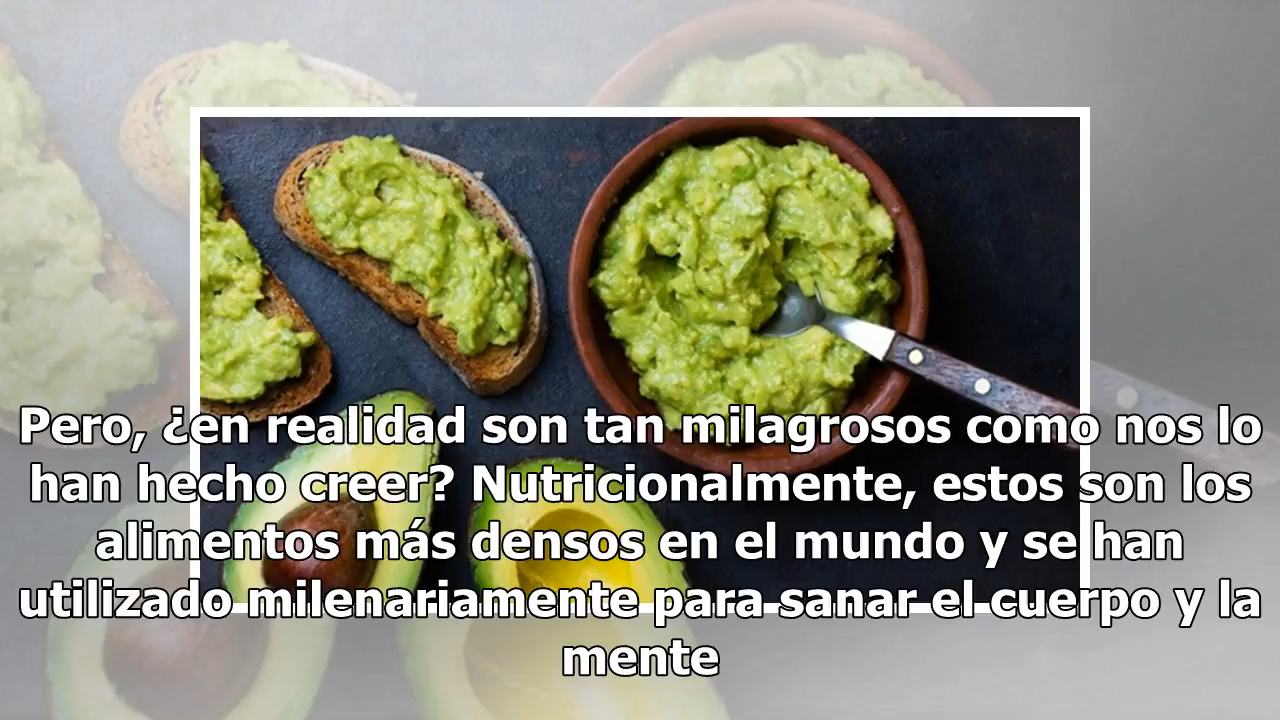 Pero, ¿en realidad son tan milagrosos como nos lo
han hecho creer? Nutricionalmente, estos son los
alimentos más densos en el mundo y se han
utilizado milenariamente para sanar el cuerpo y la
mente